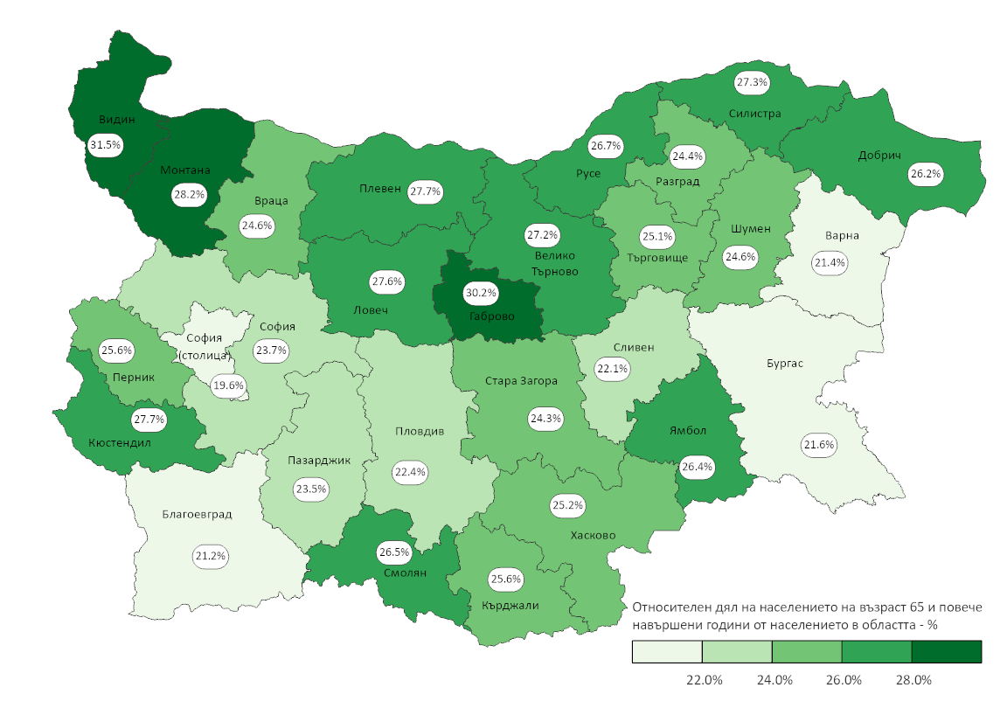 27.3%
Силистра
Видин
31.5%
26.7%
Русе
24.4%
Разград
Добрич
26.2%
Монтана
28.2%
Плевен
27.7%
Враца
24.6%
27.2%
Велико
Търново
25.1%
Търговище
Шумен
24.6%
Варна
21.4%
27.6%
Ловеч
30.2%
Габрово
София
(столица)
19.6%
София
23.7%
25.6%
Перник
27.7%
Кюстендил
Сливен
22.1%
Бургас
21.6%
Стара Загора
24.3%
Ямбол
26.4%
Пловдив
22.4%
Пазарджик
23.5%
Благоевград
21.2%
25.2%
Хасково
26.5%
Смолян
25.6%
Кърджали
Относителен дял на населението на възраст 65 и повече
навършени години от населението в областта - %
22.0%
24.0%
26.0%
28.0%